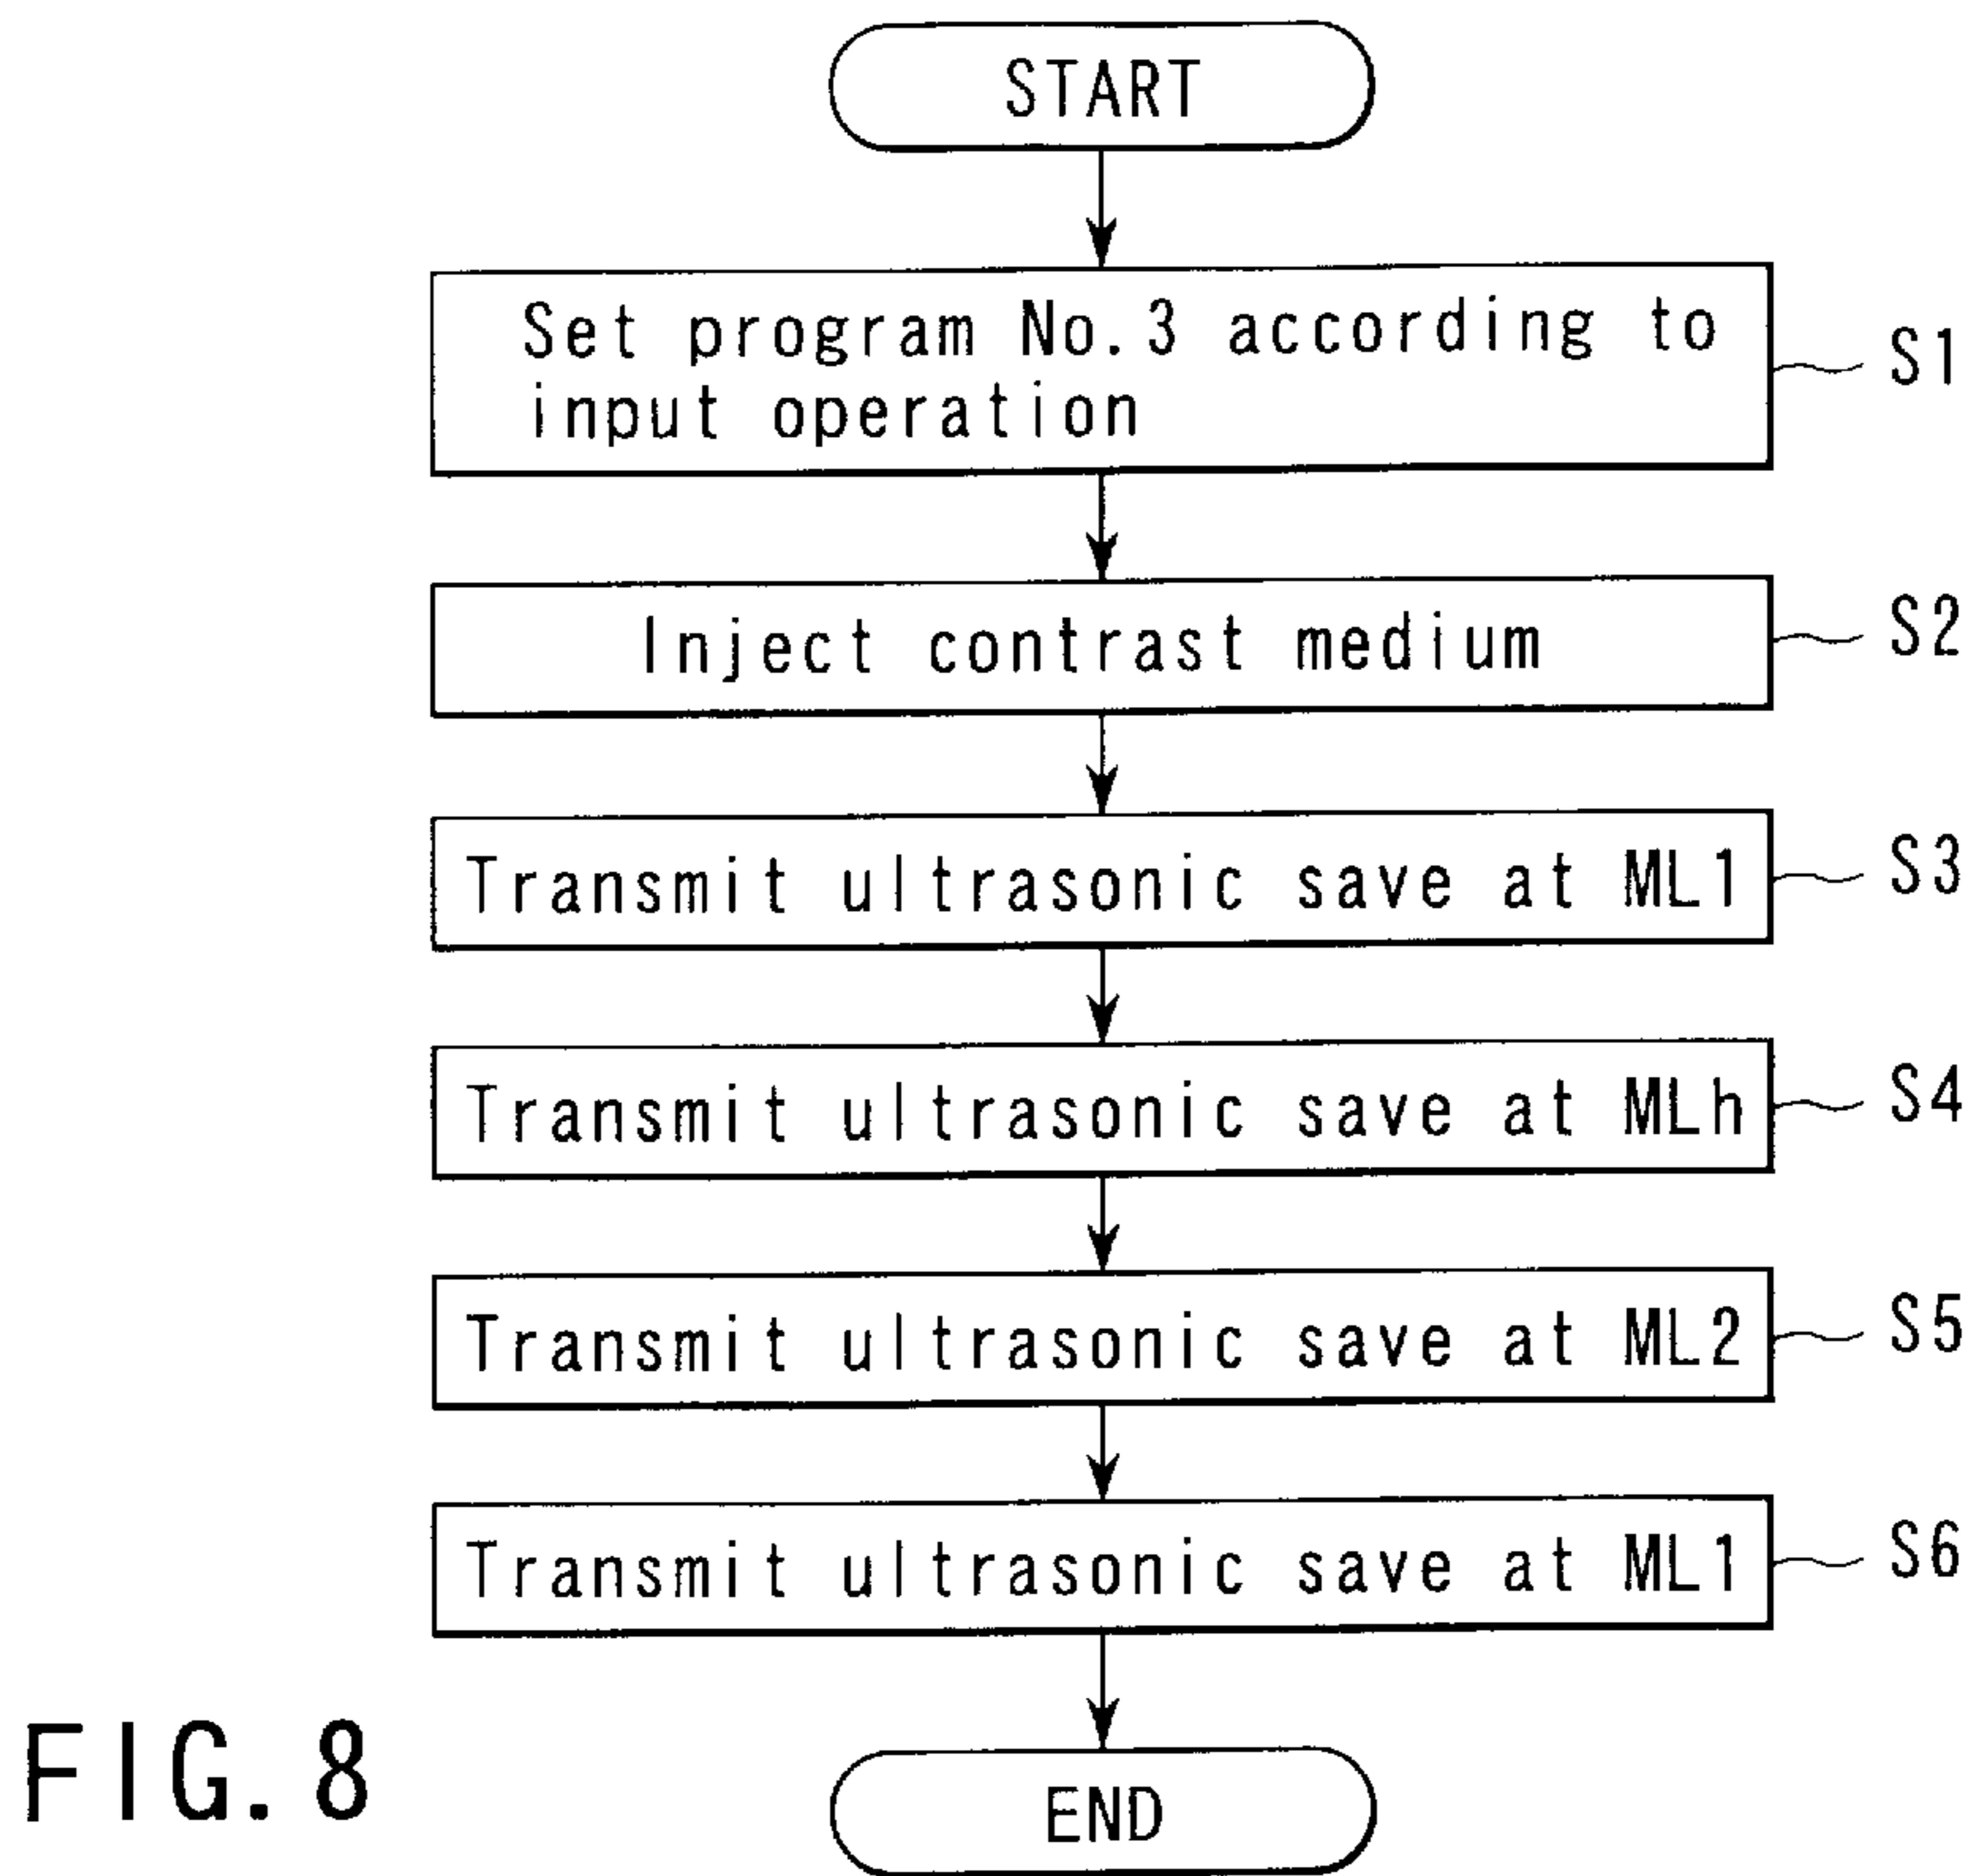 START
Set program No.3 according to
input operation
S1
Inject contrast medium
S2
Transmit ultrasonic save at ML1
S3
Transmit ultrasonic save at MLh
S4
Transmit ultrasonic save at ML2
S5
Transmit ultrasonic save at ML1
S6
END
FIG.8